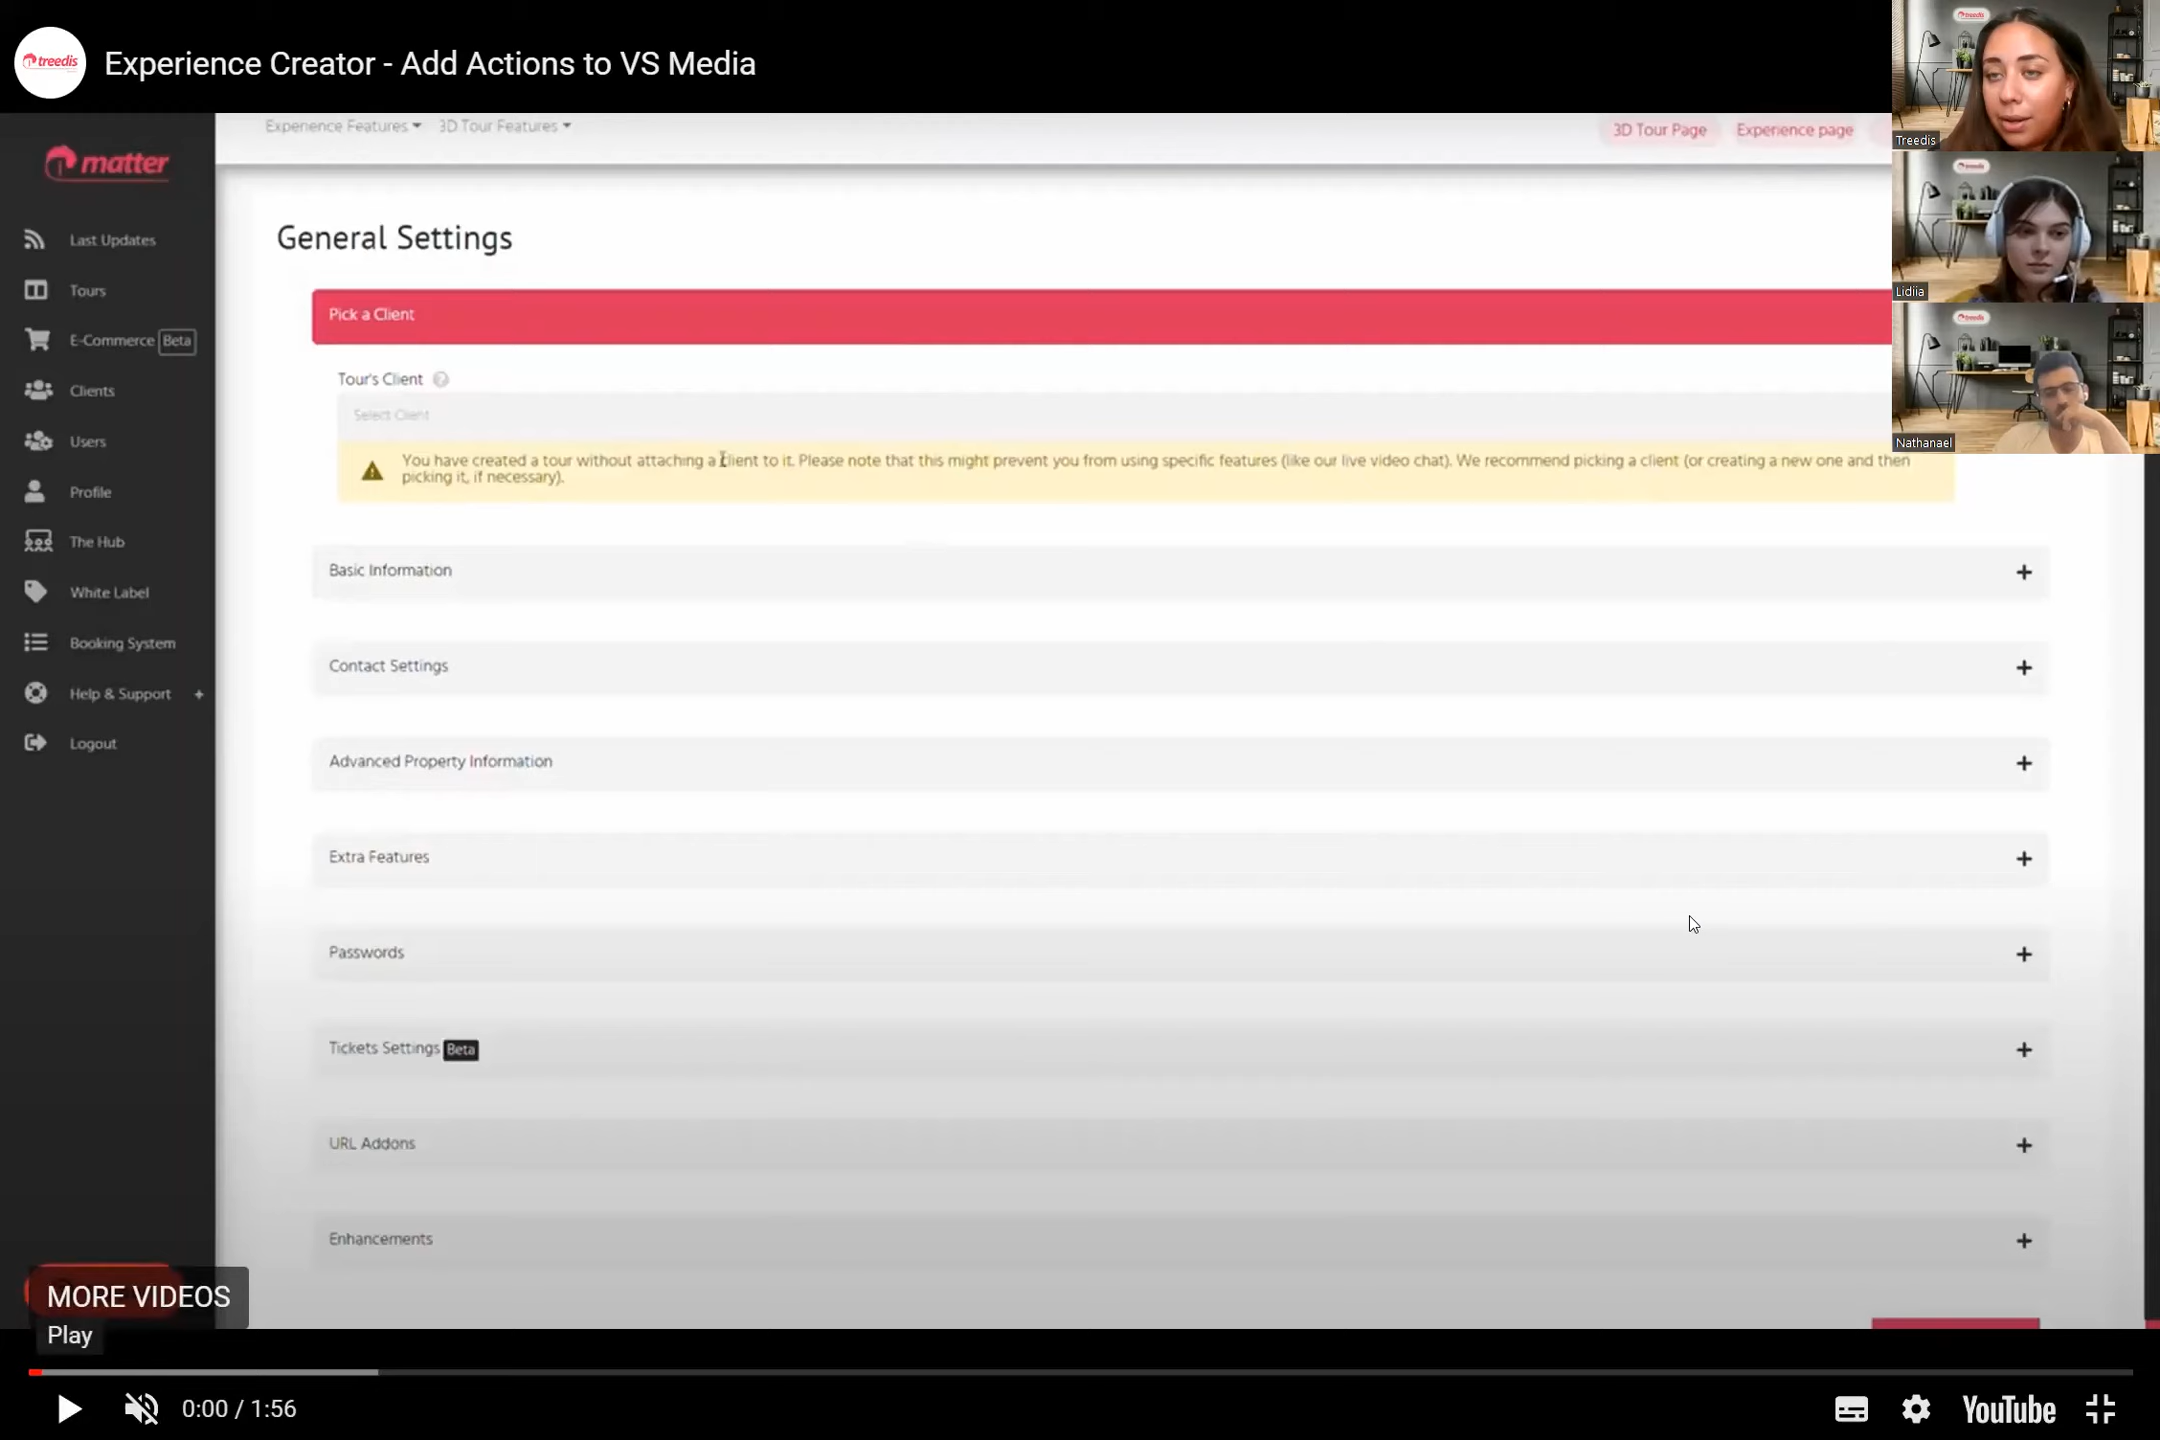 treedis
Experience Creator - Add Actions to VS Media
treedis
Treedis
treedis
Lidiia
treedis
Nathanael
matter
Last Updates
Tours
E-Commerce Beta
Clients
Users
Profile
The Hub
White Label
Booking System
Help & Support +
Logout
Experience Features
3D Tour Features
3D Tour Page
Experience page
General Settings
Pick a Client
Tour's Client ?
Select Client
You have created a tour without attaching a client to it. Please note that this might prevent you from using specific features (like our live video chat). We recommend picking a client (or creating a new one and then
picking it, if necessary).
Basic Information +
Contact Settings +
Advanced Property Information +
Extra Features +
Passwords +
Tickets Settings Beta +
URL Addons +
Enhancements +
MORE VIDEOS
Play
0:00 / 1:56
YouTube